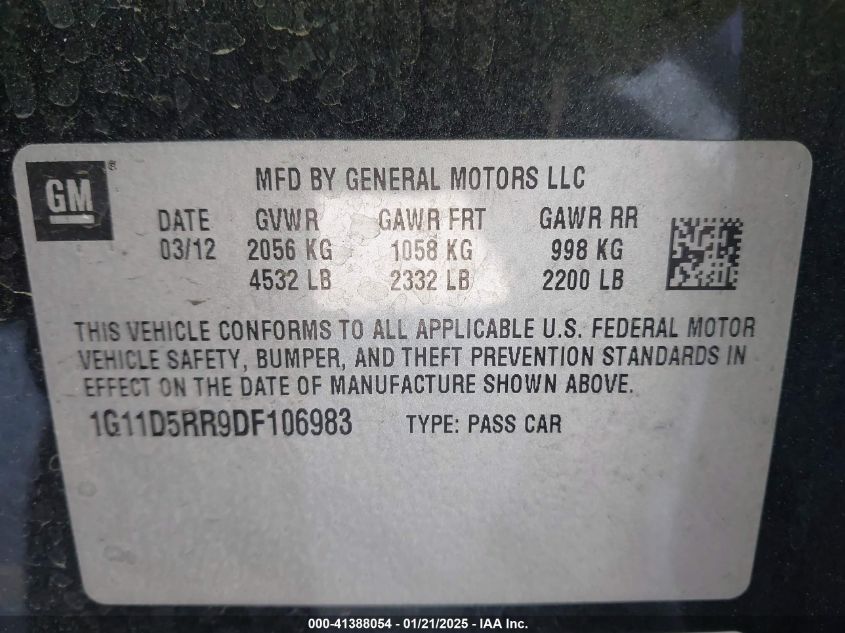 GM®
MFD BY GENERAL MOTORS LLC
DATE GVWR GAWR FRT GAWR RR
03/12 2056 KG 1058 KG 998 KG
4532 LB 2332 LB 2200 LB
THIS VEHICLE CONFORMS TO ALL APPLICABLE U.S. FEDERAL MOTOR
VEHICLE SAFETY, BUMPER, AND THEFT PREVENTION STANDARDS IN
EFFECT ON THE DATE OF MANUFACTURE SHOWN ABOVE.
1G11D5RR9DF106983 TYPE: PASS CAR
000-41388054 - 01/21/2025 - IAA Inc.